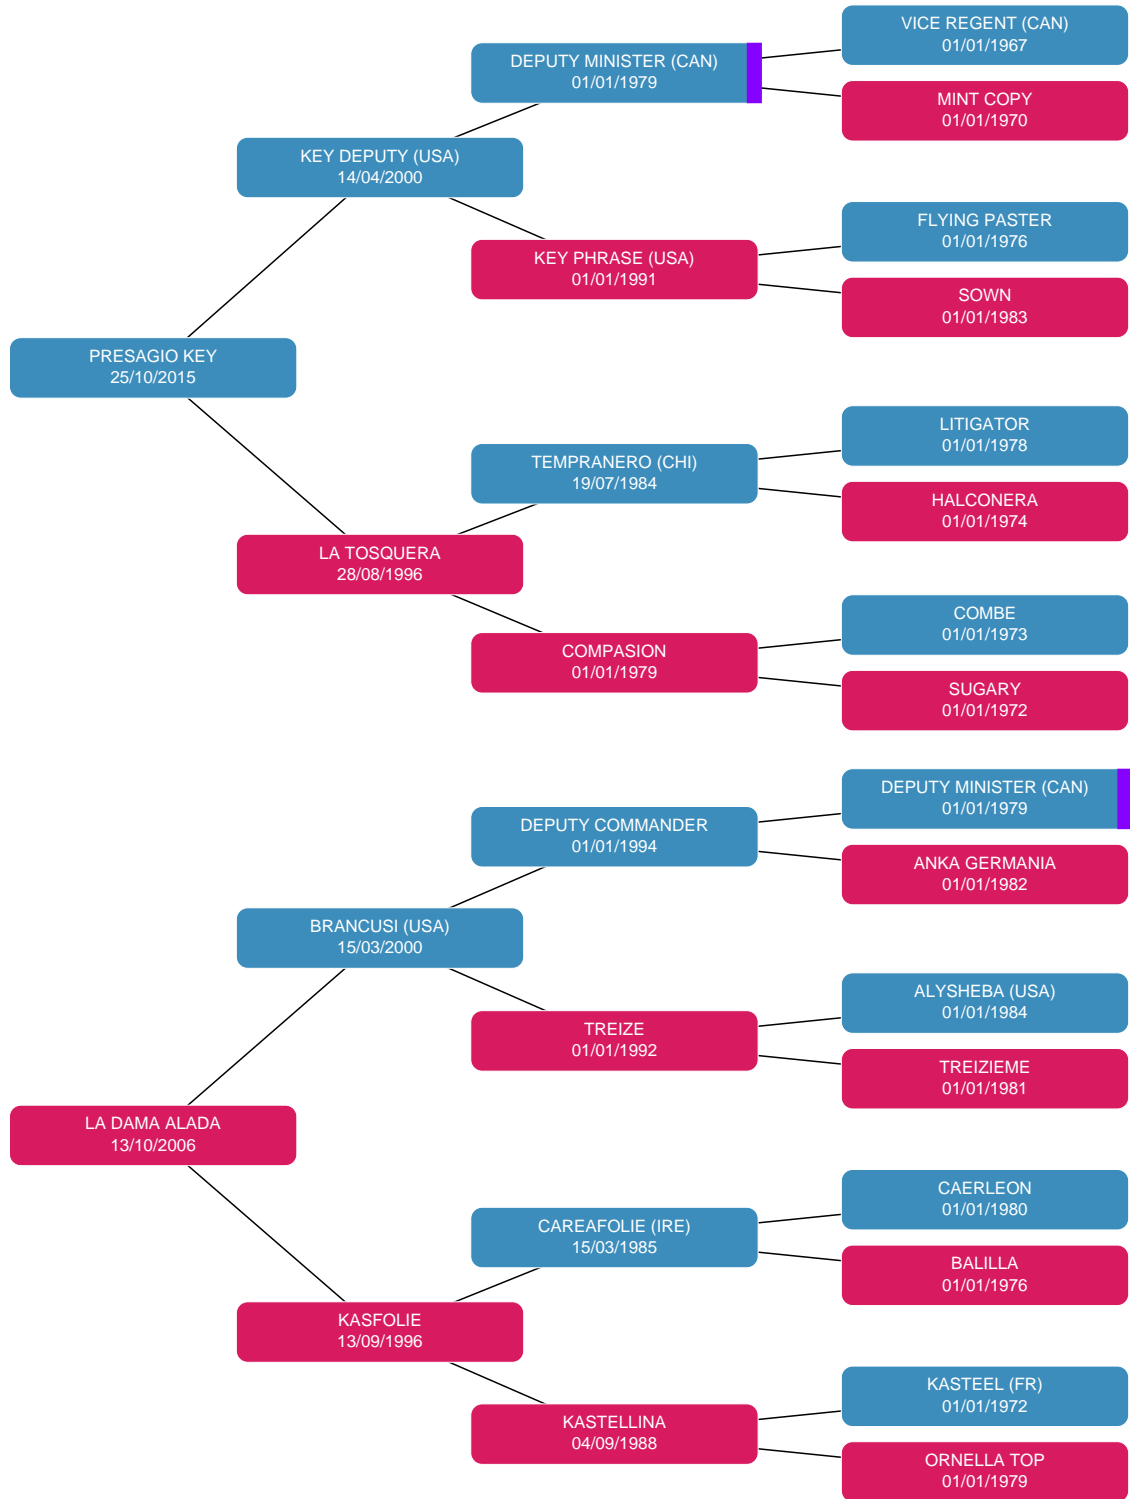 VICE REGENT (CAN)
01/01/1967
DEPUTY MINISTER (CAN)
01/01/1979
MINT COPY
01/01/1970
KEY DEPUTY (USA)
14/04/2000
FLYING PASTER
01/01/1976
KEY PHRASE (USA)
01/01/1991
SOWN
01/01/1983
PRESAGIO KEY
25/10/2015
LITIGATOR
01/01/1978
TEMPRANERO (CHI)
19/07/1984
HALCONERA
01/01/1974
LA TOSQUERA
28/08/1996
COMBE
01/01/1973
COMPASION
01/01/1979
SUGARY
01/01/1972
DEPUTY MINISTER (CAN)
01/01/1979
DEPUTY COMMANDER
01/01/1994
ANKA GERMANIA
01/01/1982
BRANCUSI (USA)
15/03/2000
ALYSHEBA (USA)
01/01/1984
TREIZE
01/01/1992
TREIZIEME
01/01/1981
LA DAMA ALADA
13/10/2006
CAERLEON
01/01/1980
CAREAFOLIE (IRE)
15/03/1985
BALILLA
01/01/1976
KASFOLIE
13/09/1996
KASTEEL (FR)
01/01/1972
KASTELLINA
04/09/1988
ORNELLA TOP
01/01/1979